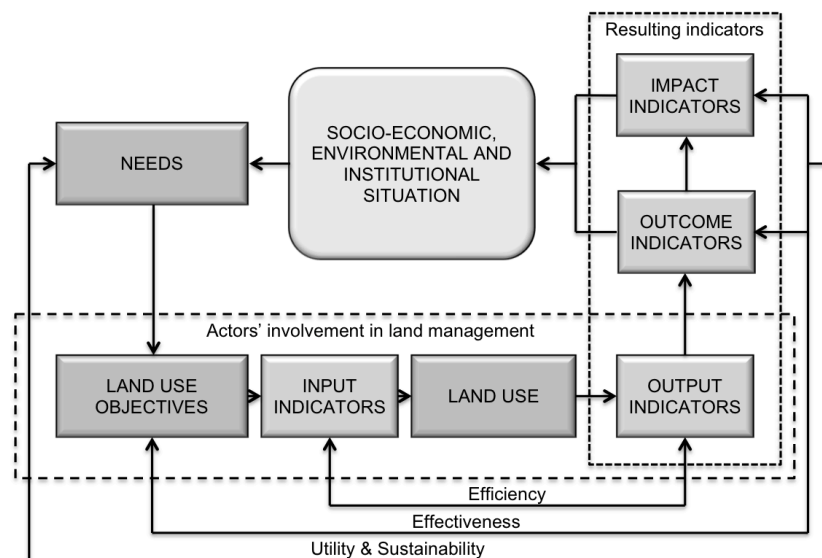 Resulting indicators
IMPACT
INDICATORS
SOCIO-ECONOMIC,
ENVIRONMENTAL AND
INSTITUTIONAL
SITUATION
NEEDS
OUTCOME
INDICATORS
Actors' involvement in land management
LAND USE
OBJECTIVES
INPUT
INDICATORS
LAND USE
OUTPUT
INDICATORS
Efficiency
Effectiveness
Utility & Sustainability